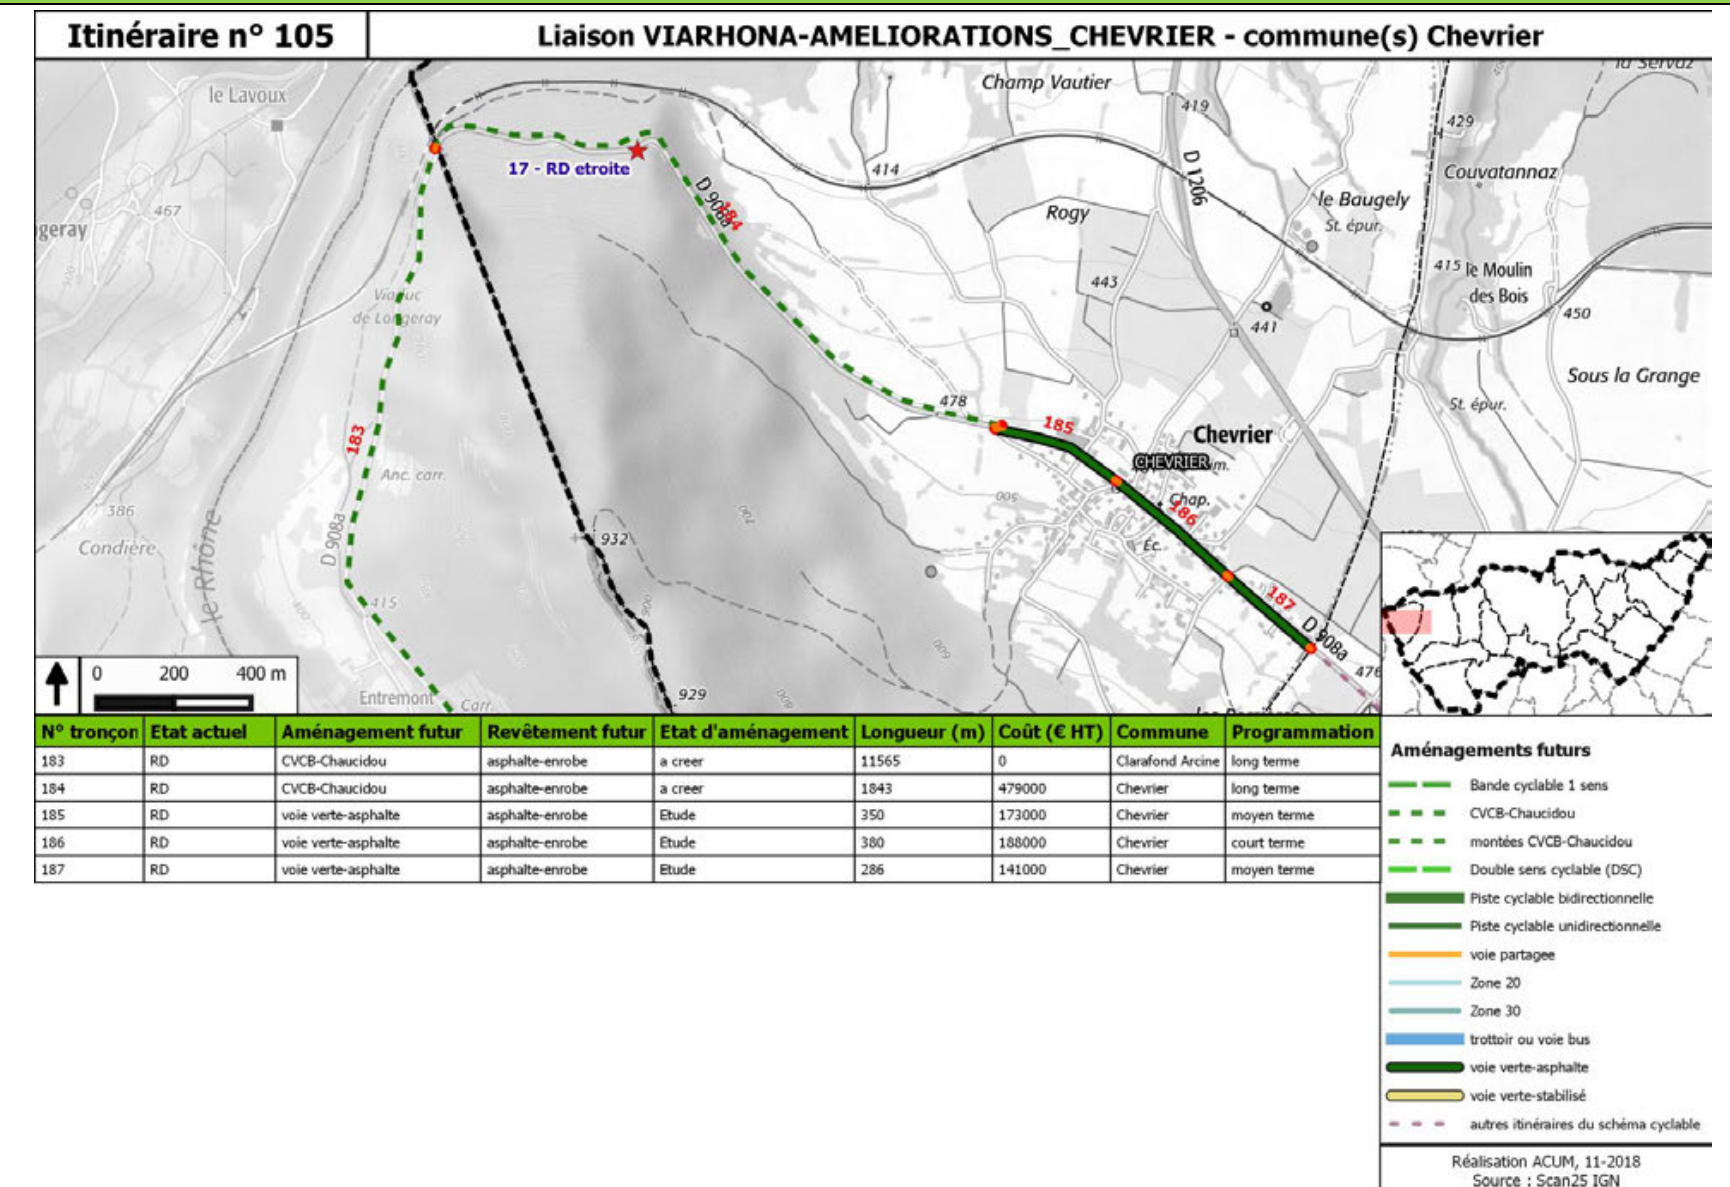 Itinéraire n° 105
Liaison VIARHONA-AMELIORATIONS_CHEVRIER - commune(s) Chevrier
le Lavoux
Champ Vautier
la Servaz
419
429
D 1206
17 - RD etroite
414
Couvatannaz
467
geray
D 908a
184
Rogy
le Baugely
St. épur.
443
415
le Moulin
des Bois
Viaduc
de Longeray
441
450
Sous la Grange
478
St. épur.
183
185
Chevrier
CHEVRIER
Anc. carr.
500
Chap.
186
386
Condière
le Rhône
D 908a
700
932
Éc.
415
900
600
187
D 908a
476
0 200 400 m
Entremont
Carr.
929
N° tronçon Etat actuel Aménagement futur Revêtement futur Etat d'aménagement Longueur (m) Coût (€ HT) Commune Programmation
183 RD CVCB-Chaucidou asphalte-enrobe a creer 11565 0 Clarafond Arcine long terme
184 RD CVCB-Chaucidou asphalte-enrobe a creer 1843 479000 Chevrier long terme
185 RD voie verte-asphalte asphalte-enrobe Etude 350 173000 Chevrier moyen terme
186 RD voie verte-asphalte asphalte-enrobe Etude 380 188000 Chevrier court terme
187 RD voie verte-asphalte asphalte-enrobe Etude 286 141000 Chevrier moyen terme
Aménagements futurs
Bande cyclable 1 sens
CVCB-Chaucidou
montées CVCB-Chaucidou
Double sens cyclable (DSC)
Piste cyclable bidirectionnelle
Piste cyclable unidirectionnelle
voie partagee
Zone 20
Zone 30
trottoir ou voie bus
voie verte-asphalte
voie verte-stabilisé
autres itinéraires du schéma cyclable
Réalisation ACUM, 11-2018
Source : Scan25 IGN